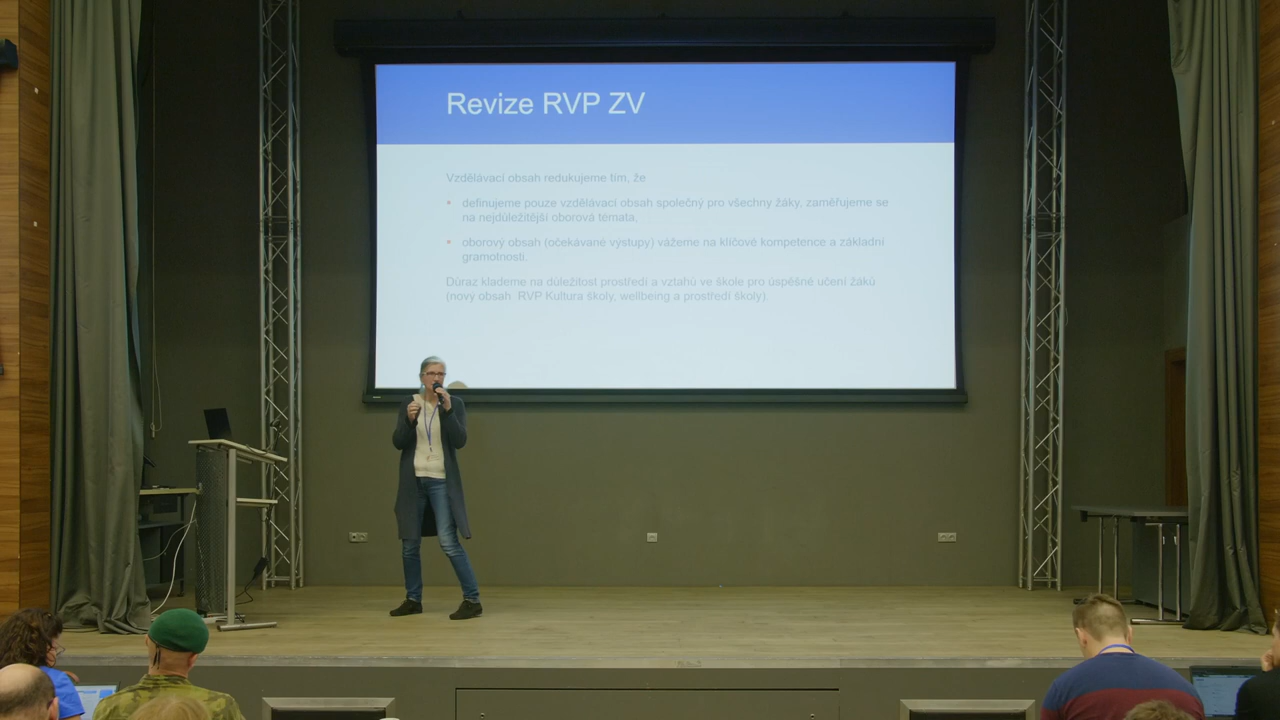 Revize RVP ZV
Vzdělávací obsah redukujeme tím, že
definujeme pouze vzdělávací obsah společný pro všechny žáky, zaměřujeme se
na nejdůležitější oborová témata,
oborový obsah (očekávané výstupy) vážeme na klíčové kompetence a základní
gramotnosti.
Důraz klademe na důležitost prostředí a vztahů ve škole pro úspěšné učení žáků
(nový obsah RVP Kultura školy, wellbeing a prostředí školy).